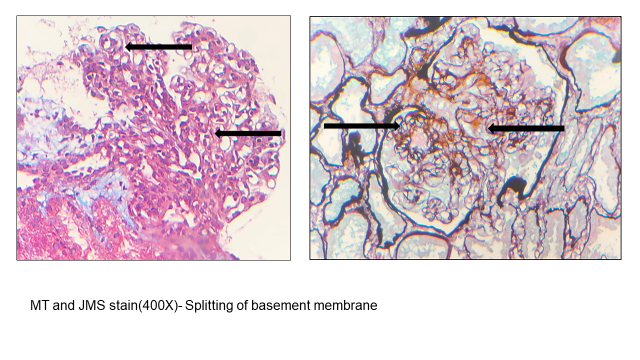 MT and JMS stain(400X)- Splitting of basement membrane